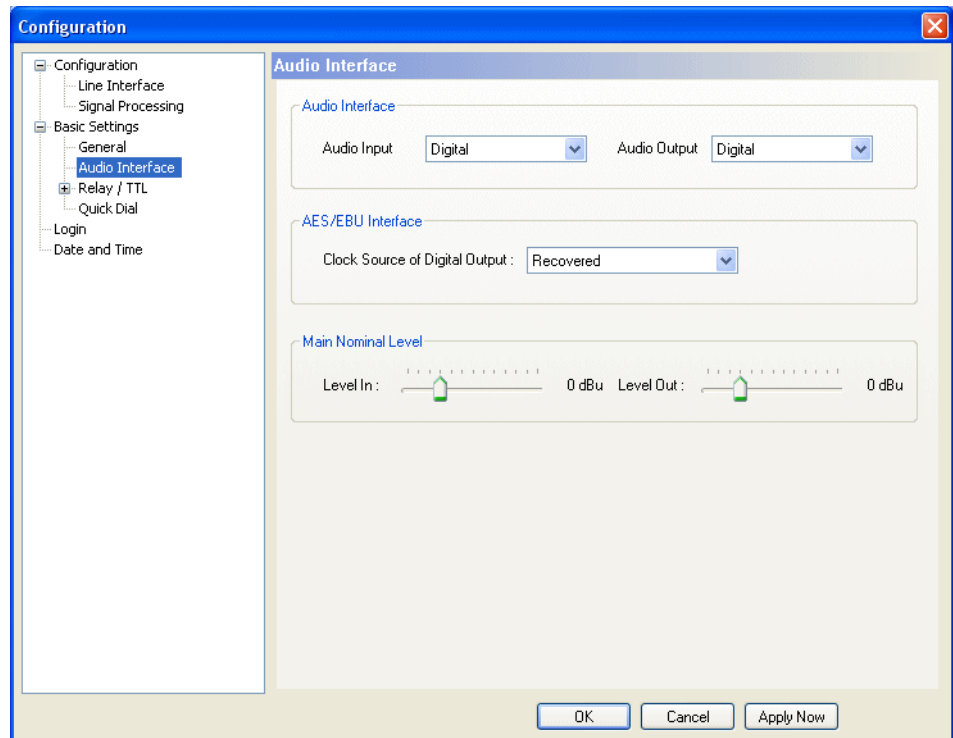 Configuration
Configuration
Line Interface
Signal Processing
Basic Settings
General
Audio Interface
Relay / TTL
Quick Dial
Login
Date and Time
Audio Interface
Audio Interface
Audio Input Digital Audio Output Digital
AES/EBU Interface
Clock Source of Digital Output : Recovered
Main Nominal Level
Level In : 0 dBu Level Out : 0 dBu
OK Cancel Apply Now